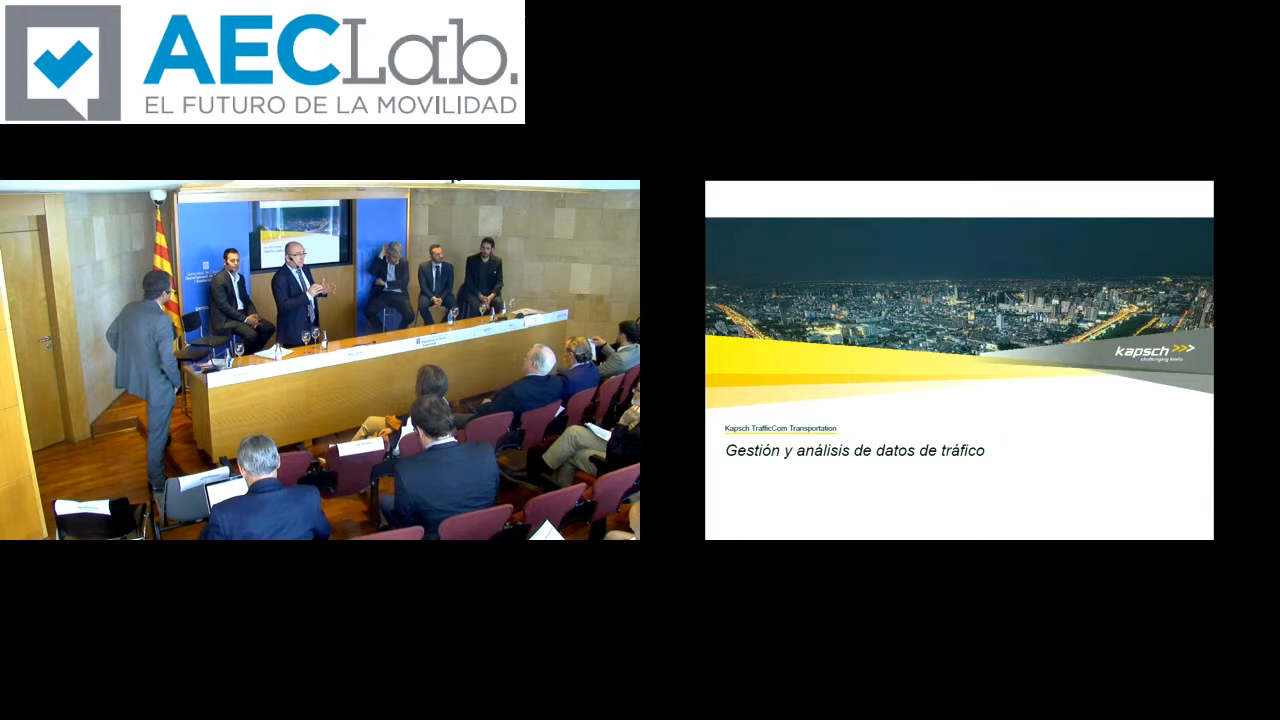 AECLab.
EL FUTURO DE LA MOVILIDAD
kapsch >>>
challenging limits
Kapsch TrafficCom Transportation
Gestión y análisis de datos de tráfico